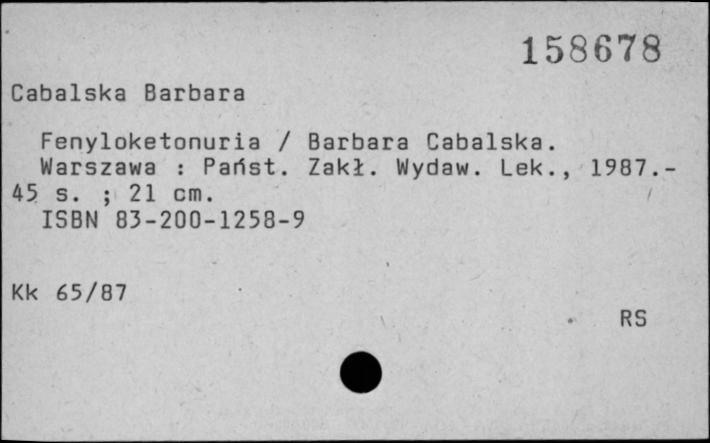 158678
Cabalska Barbara
Fenyloketonuria / Barbara Cabalska.
Warszawa : Państ. Zakł. Wydaw. Lek., 1987.-
45 s. ; 21 cm.
ISBN 83-200-1258-9
Kk 65/87
RS